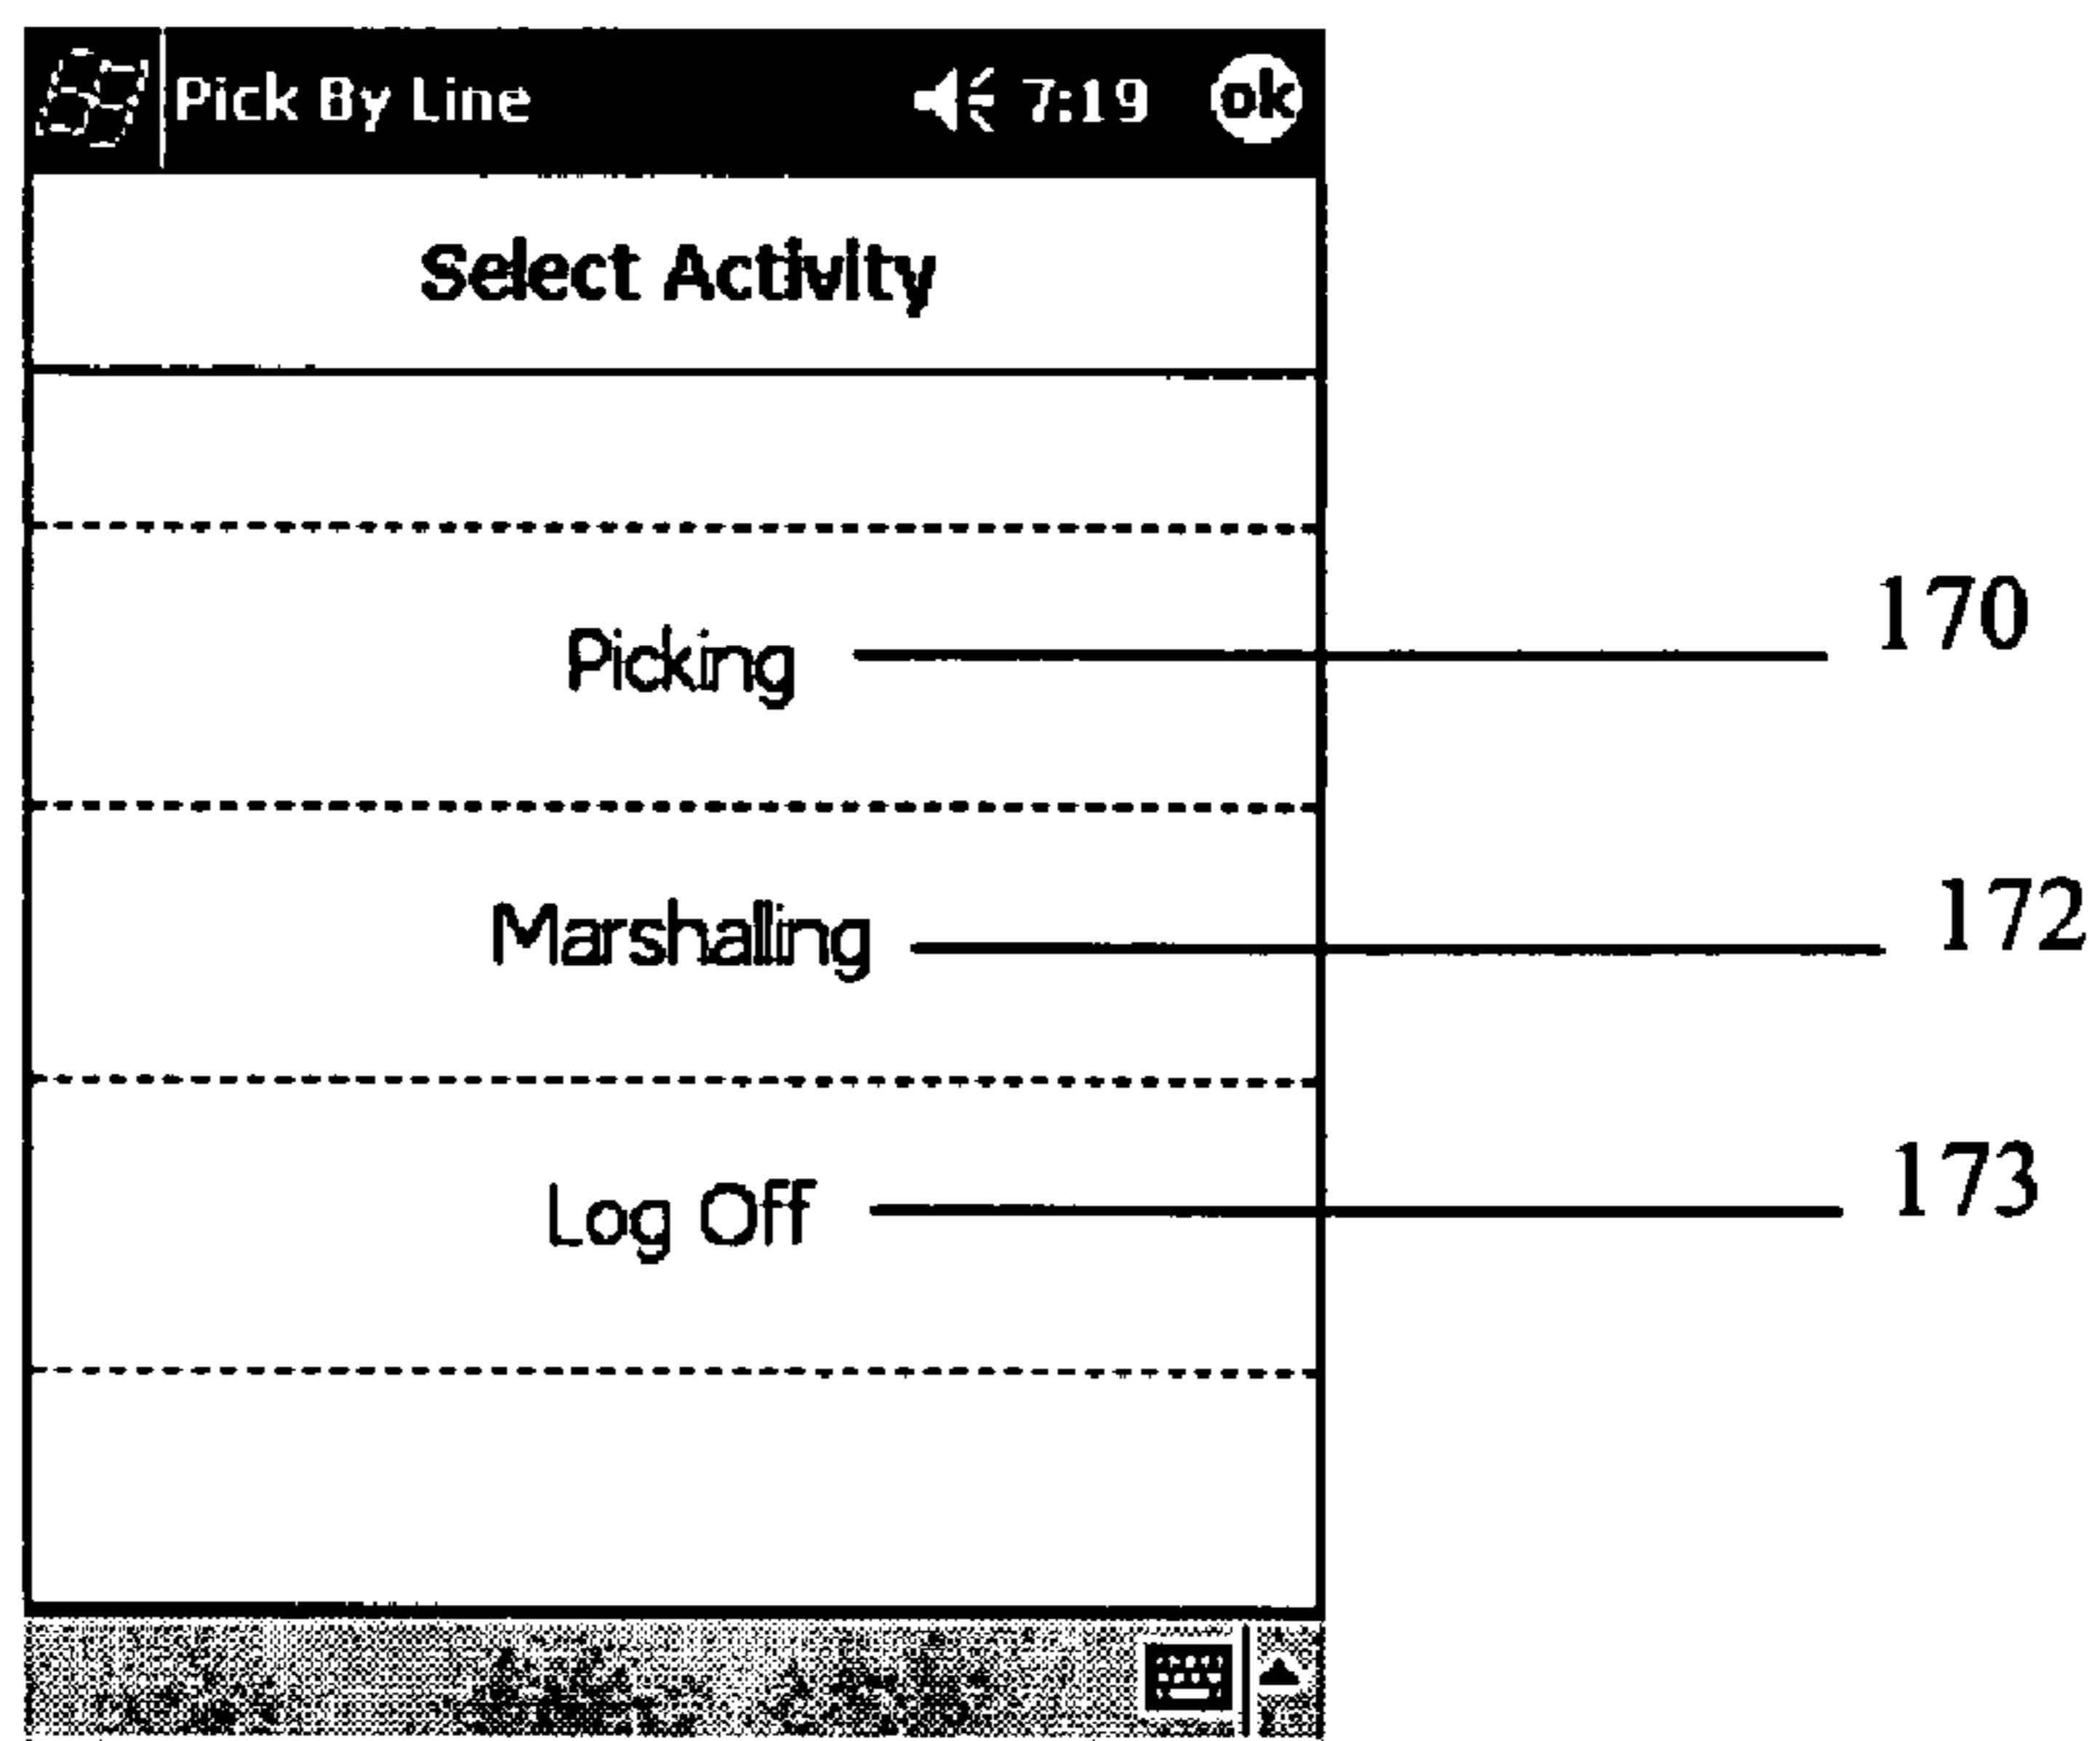 Pick By Line 7:19 ok
Select Activity
Picking 170
Marshalling 172
Log Off 173